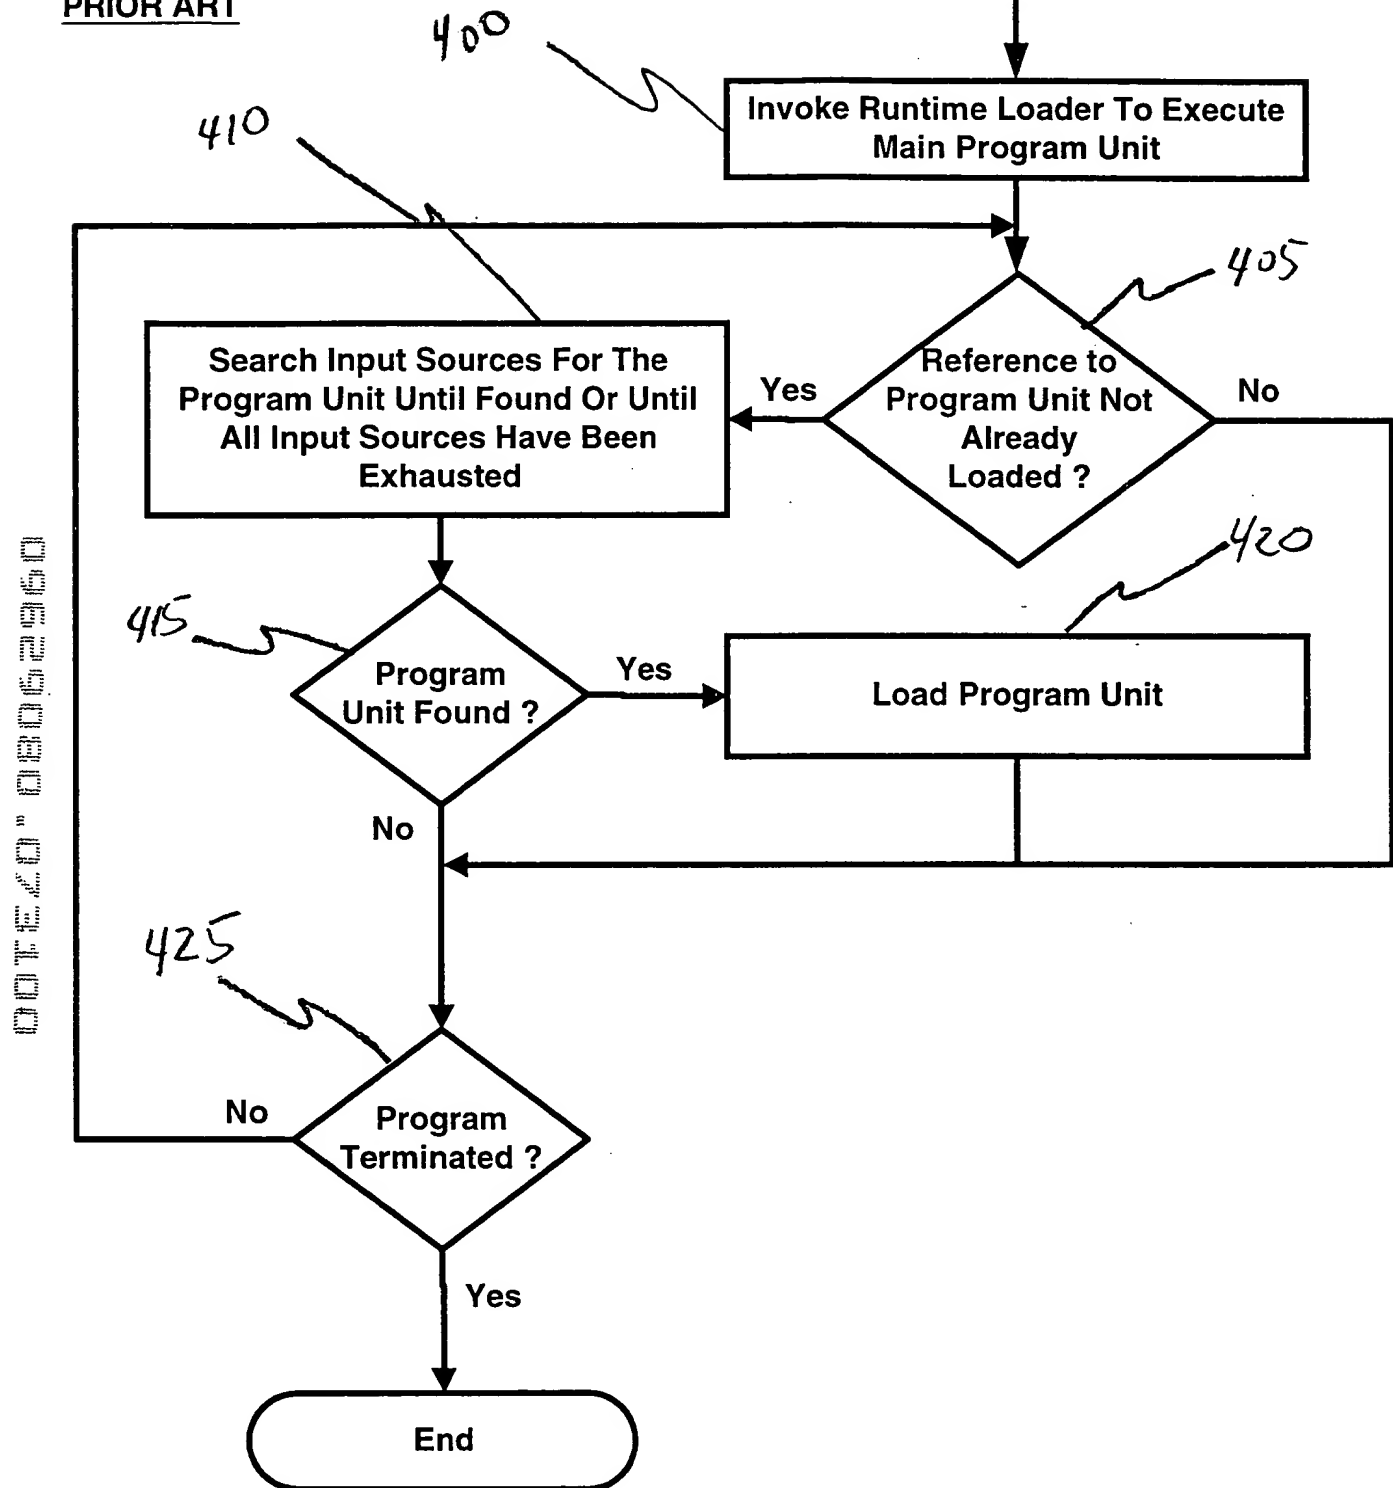 PRIOR ART
400
Invoke Runtime Loader To Execute
Main Program Unit
410
405
Search Input Sources For The
Program Unit Until Found Or Until
All Input Sources Have Been
Exhausted
Yes
Reference to
Program Unit Not
Already
Loaded ?
No
420
415
Program
Unit Found ?
Yes
Load Program Unit
No
425
No
Program
Terminated ?
Yes
End